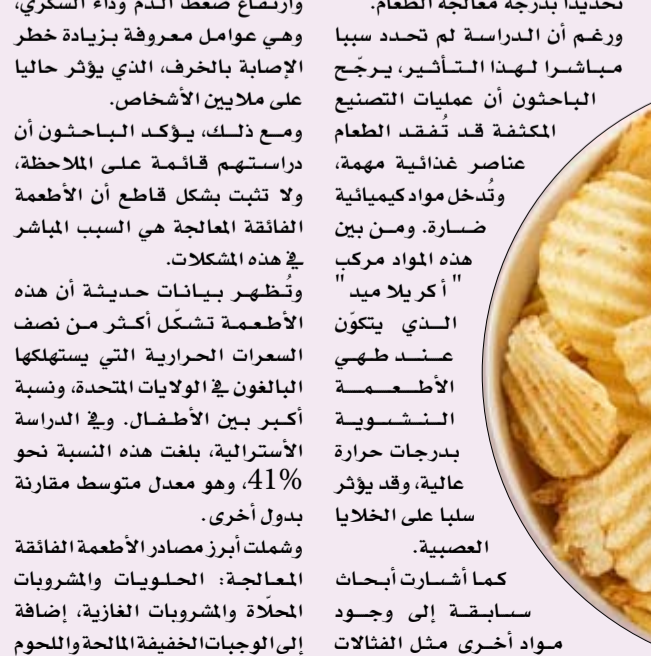 تحديدا بدرجة معالجة الطعام.
ورغم أن الدراسة لم تحدد سببا
مباشرا لهذا التأثير، يرجّح
الباحثون أن عمليات التصنيع
المكثفة قد تُفقد الطعام
عناصر غذائية مهمة،
وتُدخل مواد كيميائية
ضارة. ومن بين
هذه المواد مركب
"أكريلاميد"
الذي يتكوّن
عند طهي
الأطعمة
النشوية
بدرجات حرارة
عالية، وقد يؤثر
سلبا على الخلايا
العصبية.
كما أشارت أبحاث
سابقة إلى وجود
مواد أخرى مثل الفثالات
وارتفاع ضغط الدم وداء السكري،
وهي عوامل معروفة بزيادة خطر
الإصابة بالخرف، الذي يؤثر حاليا
على ملايين الأشخاص.
ومع ذلك، يؤكد الباحثون أن
دراستهم قائمة على الملاحظة،
ولا تثبت بشكل قاطع أن الأطعمة
الفائقة المعالجة هي السبب المباشر
في هذه المشكلات.
وتُظهر بيانات حديثة أن هذه
الأطعمة تشكّل أكثر من نصف
السعرات الحرارية التي يستهلكها
البالغون في الولايات المتحدة، ونسبة
أكبر بين الأطفال. وفي الدراسة
الأسترالية، بلغت هذه النسبة نحو
41%، وهو معدل متوسط مقارنة
بدول أخرى.
وشملت أبرز مصادر الأطعمة الفائقة
المعالجة: الحلويات والمشروبات
المحلّاة والمشروبات الغازية، إضافة
إلى الوجبات الخفيفة المالحة واللحوم